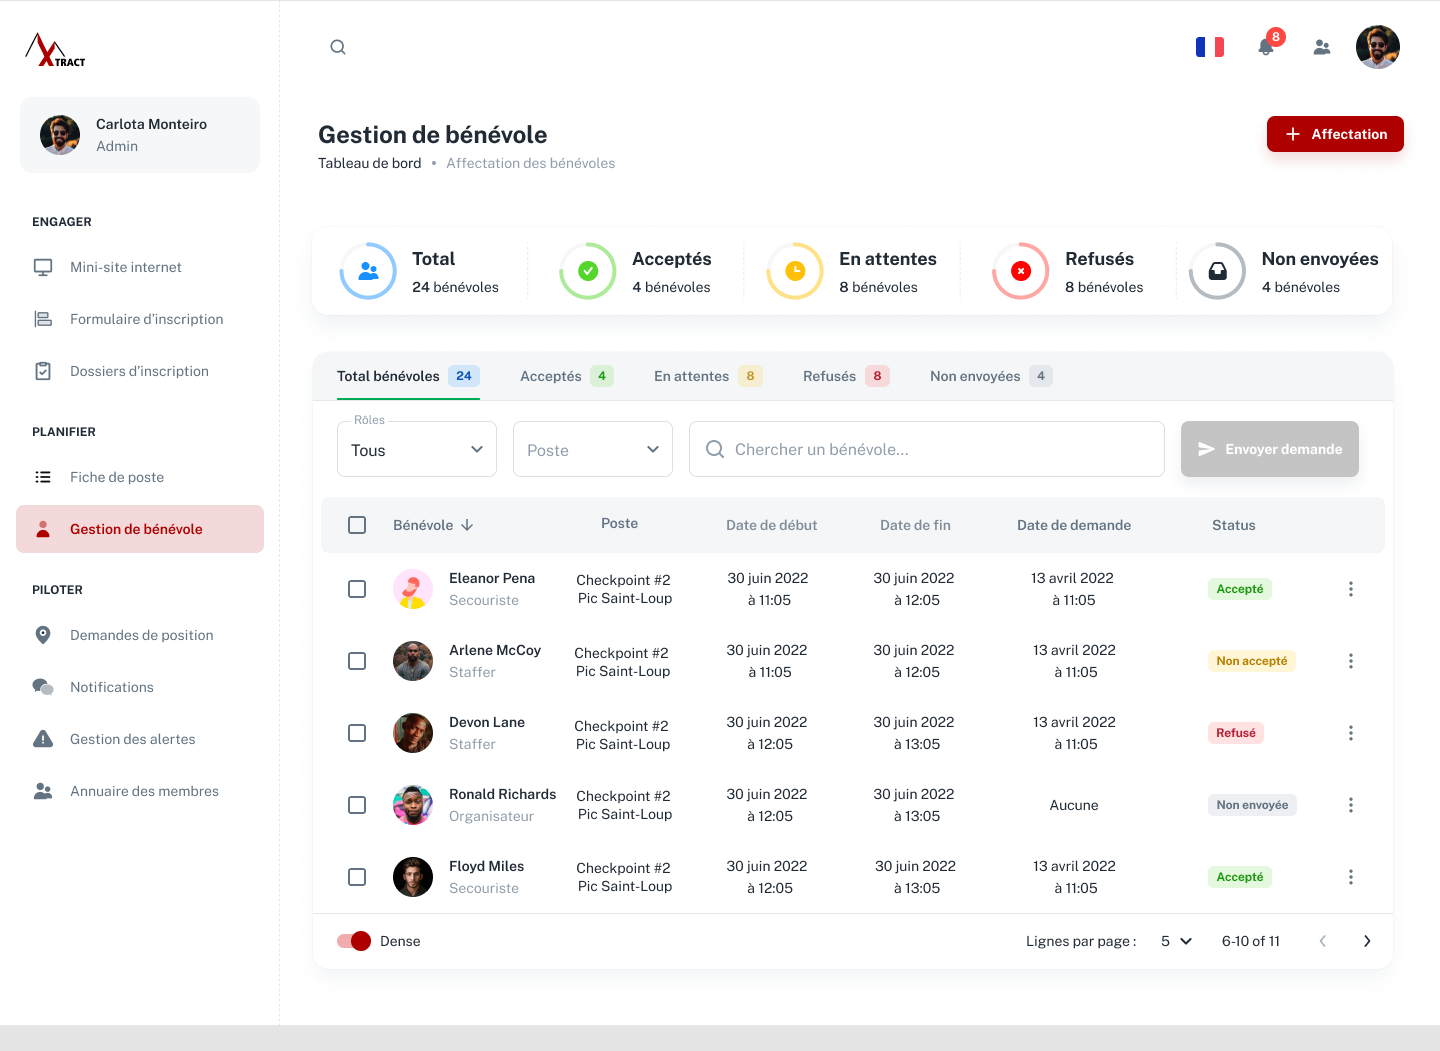 XTRACT
8
Carlota Monteiro
Admin
ENGAGER
Mini-site internet
Formulaire d'inscription
Dossiers d'inscription
PLANIFIER
Fiche de poste
Gestion de bénévole
PILOTER
Demandes de position
Notifications
Gestion des alertes
Annuaire des membres
Gestion de bénévole
Tableau de bord • Affectation des bénévoles
Affectation
Total
24 bénévoles
Acceptés
4 bénévoles
En attentes
8 bénévoles
Refusés
8 bénévoles
Non envoyées
4 bénévoles
Total bénévoles 24 Acceptés 4 En attentes 8 Refusés 8 Non envoyées 4
Rôles
Tous
Poste
Chercher un bénévole...
Envoyer demande
Bénévole Poste Date de début Date de fin Date de demande Status
Eleanor Pena
Secouriste
Checkpoint #2
Pic Saint-Loup
30 juin 2022
à 11:05
30 juin 2022
à 12:05
13 avril 2022
à 11:05
Accepté
Arlene McCoy
Staffer
Checkpoint #2
Pic Saint-Loup
30 juin 2022
à 11:05
30 juin 2022
à 12:05
13 avril 2022
à 11:05
Non accepté
Devon Lane
Staffer
Checkpoint #2
Pic Saint-Loup
30 juin 2022
à 12:05
30 juin 2022
à 13:05
13 avril 2022
à 11:05
Refusé
Ronald Richards
Organisateur
Checkpoint #2
Pic Saint-Loup
30 juin 2022
à 12:05
30 juin 2022
à 13:05
Aucune
Non envoyée
Floyd Miles
Secouriste
Checkpoint #2
Pic Saint-Loup
30 juin 2022
à 12:05
30 juin 2022
à 13:05
13 avril 2022
à 11:05
Accepté
Dense
Lignes par page : 5 6-10 of 11